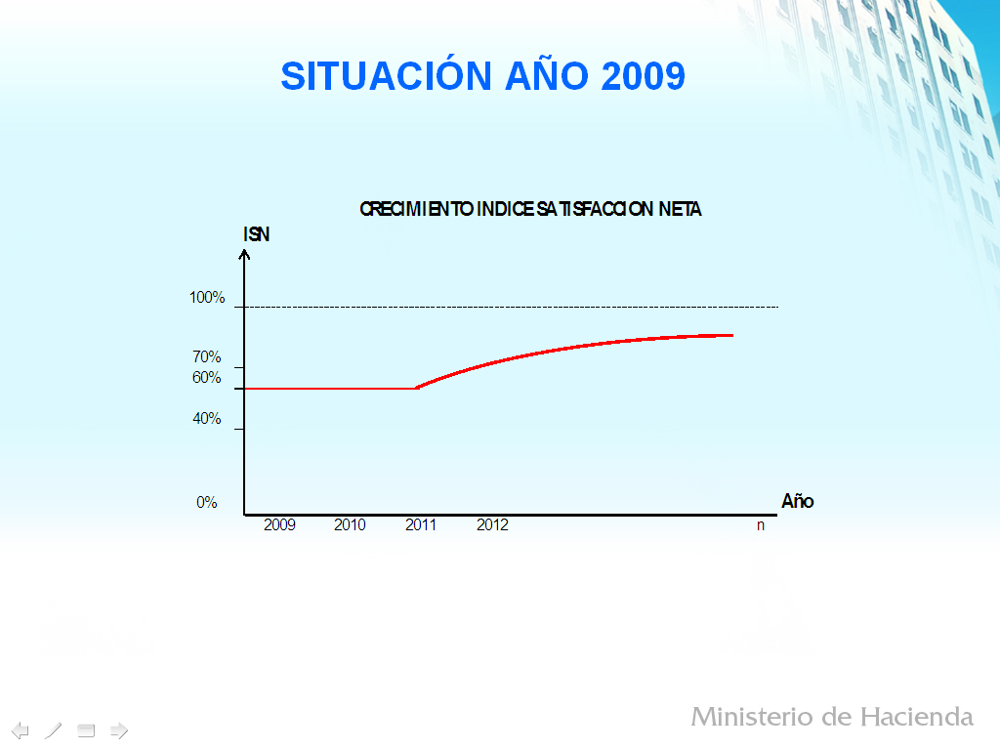 SITUACIÓN AÑO 2009
CRECIMIENTO INDICE SATISFACCION NETA
ISN
100%
70%
60%
40%
0%
Año
2009 2010 2011 2012 n
Ministerio de Hacienda